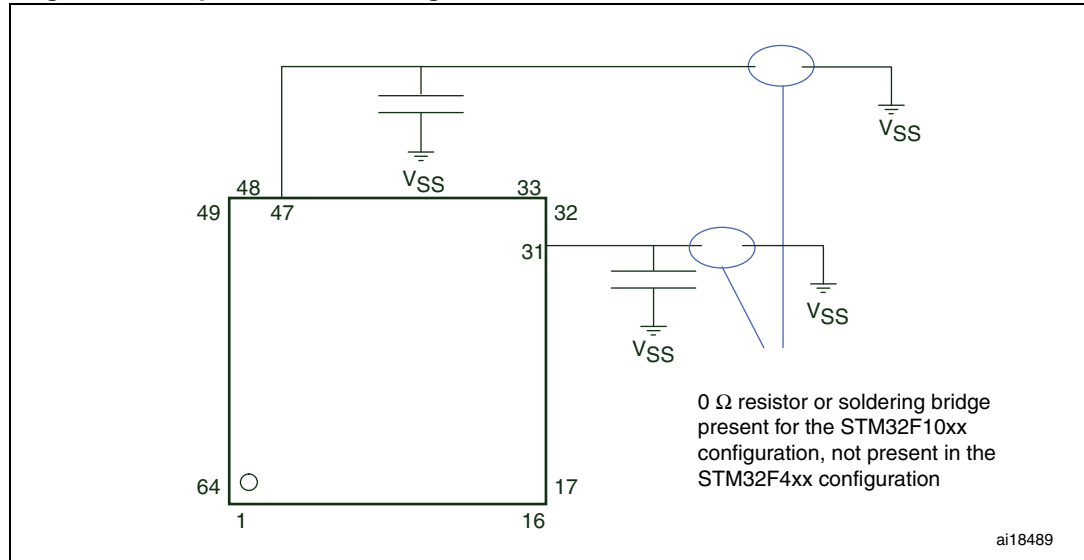 VSS
VSS
48
33
49
47
32
31
VSS
VSS
0 Ω resistor or soldering bridge
present for the STM32F10xx
configuration, not present in the
STM32F4xx configuration
64
17
1
16
ai18489